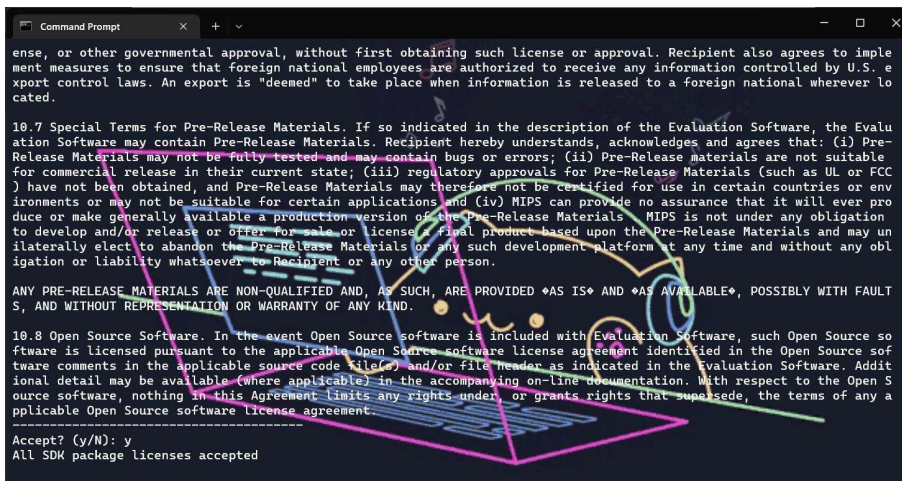 Command Prompt
ense, or other governmental approval, without first obtaining such license or approval. Recipient also agrees to imple
ment measures to ensure that foreign national employees are authorized to receive any information controlled by U.S. e
xport control laws. An export is "deemed" to take place when information is released to a foreign national wherever lo
cated.
10.7 Special Terms for Pre-Release Materials. If so indicated in the description of the Evaluation Software, the Evalu
ation Software may contain Pre-Release Materials. Recipient hereby understands, acknowledges and agrees that: (i) Pre-
Release Materials may not be fully tested and may contain bugs or errors; (ii) Pre-Release materials are not suitable
for commercial release in their current state; (iii) regulatory approvals for Pre-Release Materials (such as UL or FCC
) have not been obtained, and Pre-Release Materials may therefore not be certified for use in certain countries or env
ironments or may not be suitable for certain applications and (iv) MIPS can provide no assurance that it will ever pro
duce or make generally available a production version of the Pre-Release Materials . MIPS is not under any obligation
to develop and/or release or offer for sale or license a final product based upon the Pre-Release Materials and may un
ilaterally elect to abandon the Pre-Release Materials or any such development platform at any time and without any obl
igation or liability whatsoever to Recipient or any other person.
ANY PRE-RELEASE MATERIALS ARE NON-QUALIFIED AND, AS SUCH, ARE PROVIDED �AS IS� AND �AS AVAILABLE�, POSSIBLY WITH FAULT
S, AND WITHOUT REPRESENTATION OR WARRANTY OF ANY KIND.
10.8 Open Source Software. In the event Open Source software is included with Evaluation Software, such Open Source so
ftware is licensed pursuant to the applicable Open Source software license agreement identified in the Open Source sof
tware comments in the applicable source code file(s) and/or file header as indicated in the Evaluation Software. Addit
ional detail may be available (where applicable) in the accompanying on-line documentation. With respect to the Open S
ource software, nothing in this Agreement limits any rights under, or grants rights that supersede, the terms of any a
pplicable Open Source software license agreement.
---------------------------------------
Accept? (y/N): y
All SDK package licenses accepted